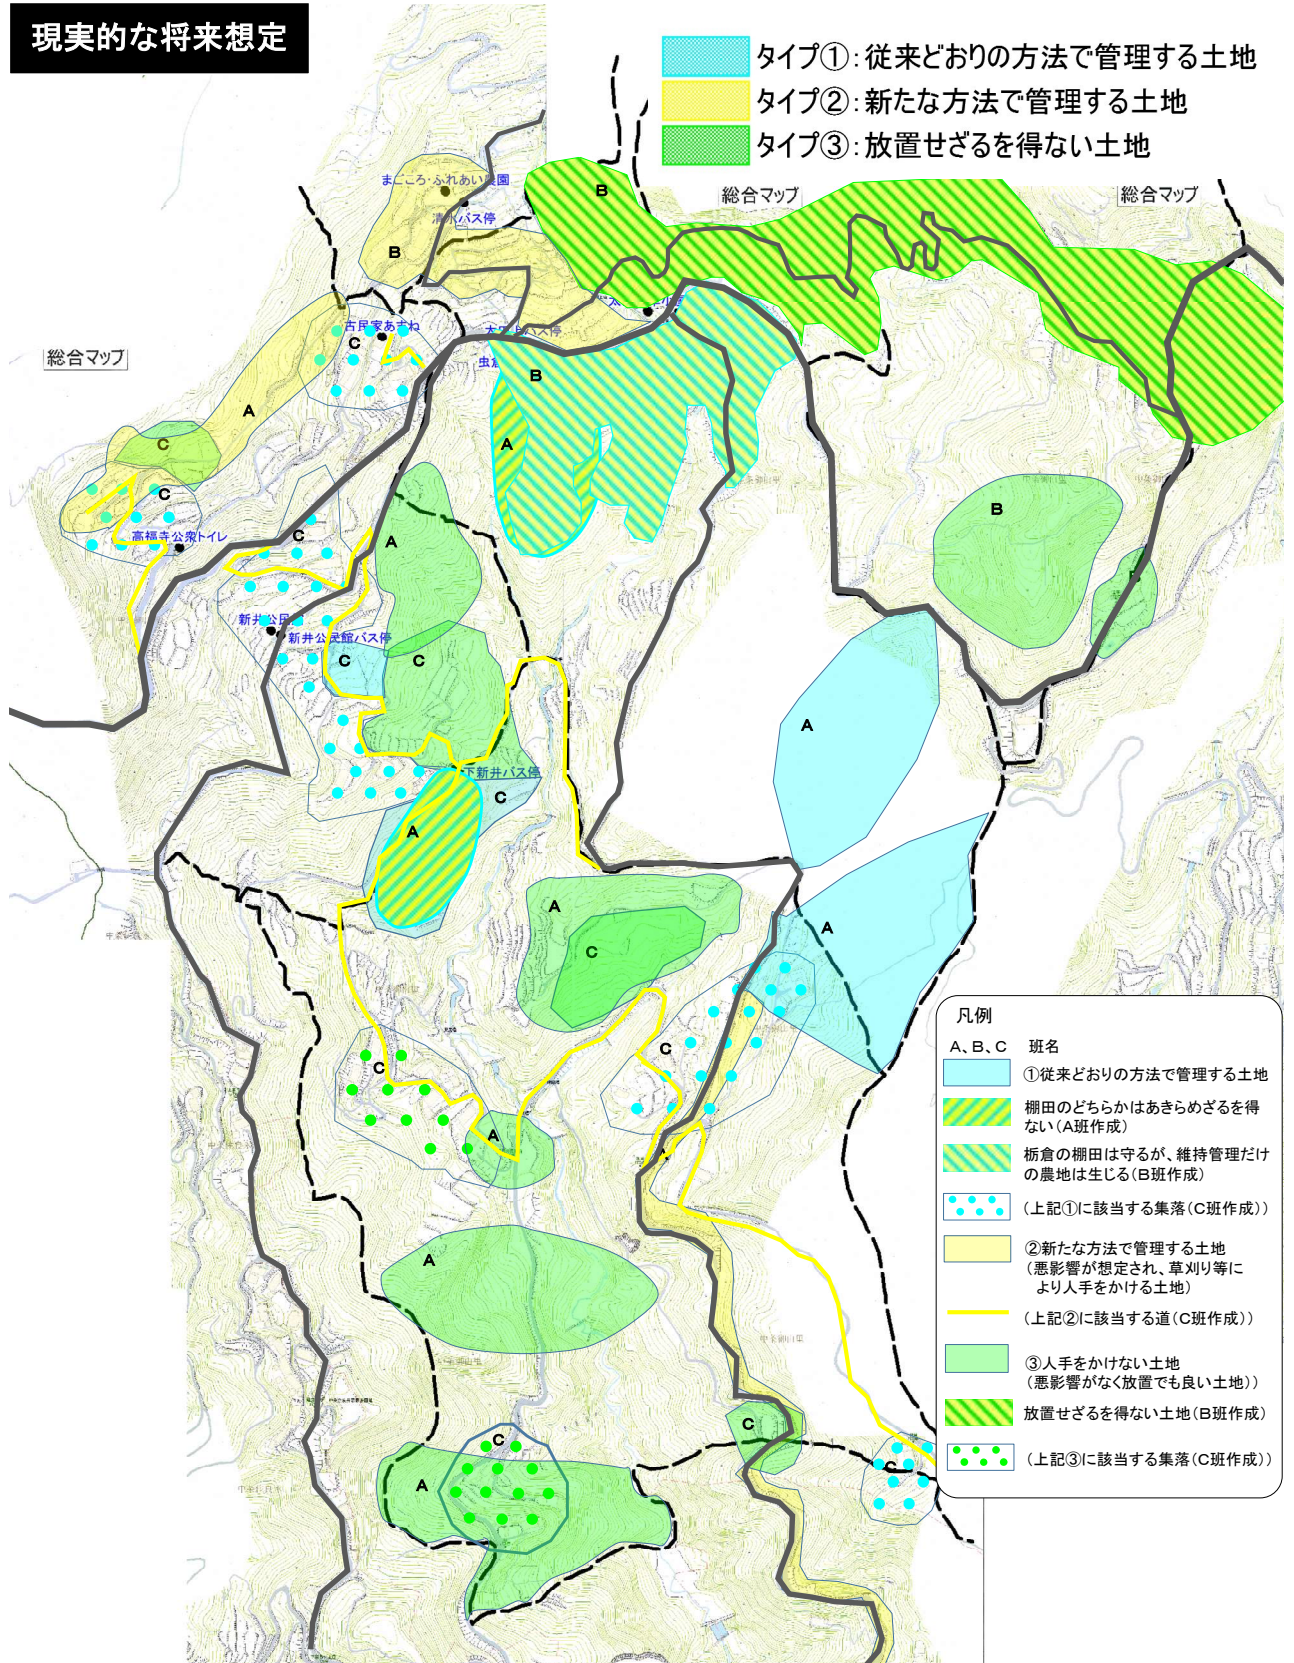 現実的な将来想定
タイプ①：従来どおりの方法で管理する土地
タイプ②：新たな方法で管理する土地
タイプ③：放置せざるを得ない土地
総合マップ
総合マップ
総合マップ
まごころ・ふれあい農園
清水バス停
B
B
古民家あずね
C
A
B
A
C
C
高福寺公衆トイレ
C
A
B
新井公民
新井公民館バス停
C
C
A
下新井バス停
C
A
A
A
C
C
C
A
A
C
C
A
C
中条御山里
凡例
A、B、C 班名
①従来どおりの方法で管理する土地
棚田のどちらかはあきらめざるを得
ない（A班作成）
栃倉の棚田は守るが、維持管理だけ
の農地は生じる（B班作成）
（上記①に該当する集落（C班作成））
②新たな方法で管理する土地
（悪影響が想定され、草刈り等に
より人手をかける土地）
（上記②に該当する道（C班作成））
③人手をかけない土地
（悪影響がなく放置でも良い土地））
放置せざるを得ない土地（B班作成）
（上記③に該当する集落（C班作成））